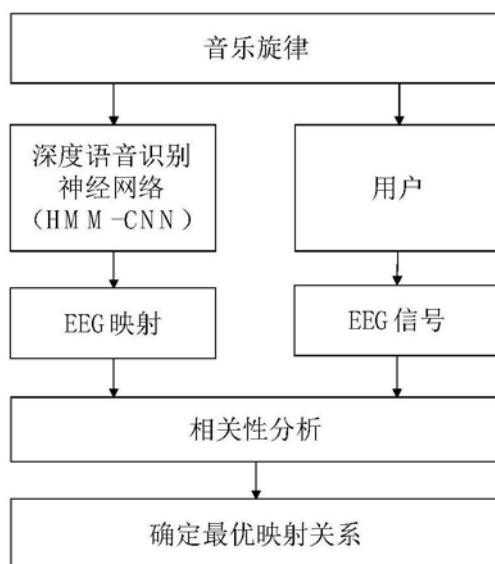 音乐旋律
深度语音识别
神经网络
（HMM-CNN）
用户
EEG映射
EEG信号
相关性分析
确定最优映射关系